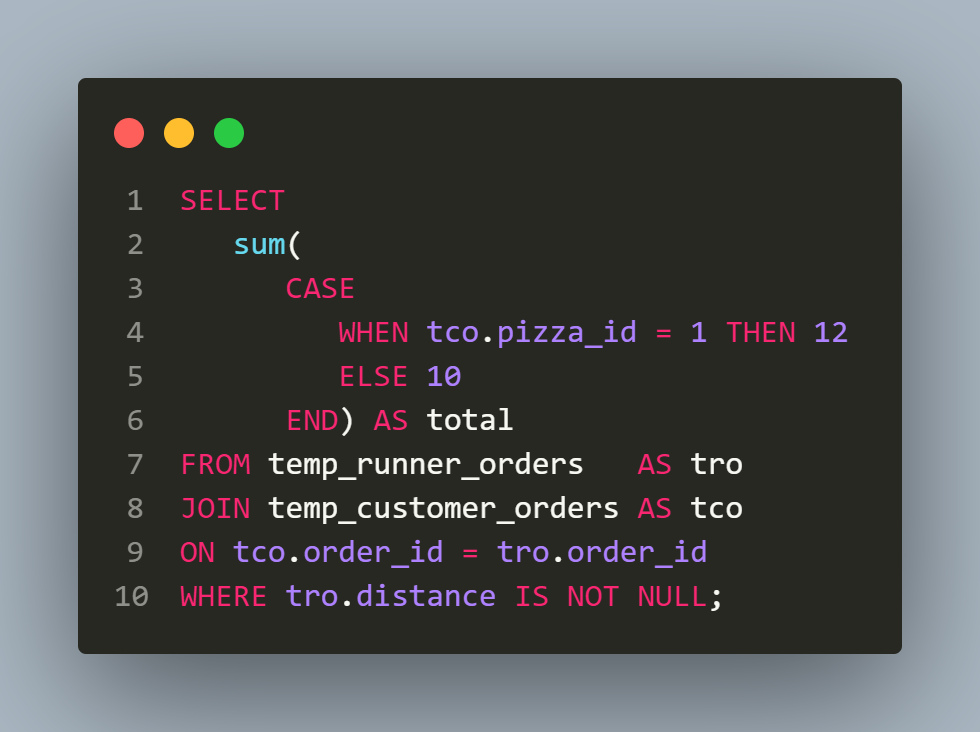 1 SELECT
2    sum(
3       CASE
4          WHEN tco.pizza_id = 1 THEN 12
5          ELSE 10
6       END) AS total
7 FROM temp_runner_orders   AS tro
8 JOIN temp_customer_orders AS tco
9 ON tco.order_id = tro.order_id
10 WHERE tro.distance IS NOT NULL;